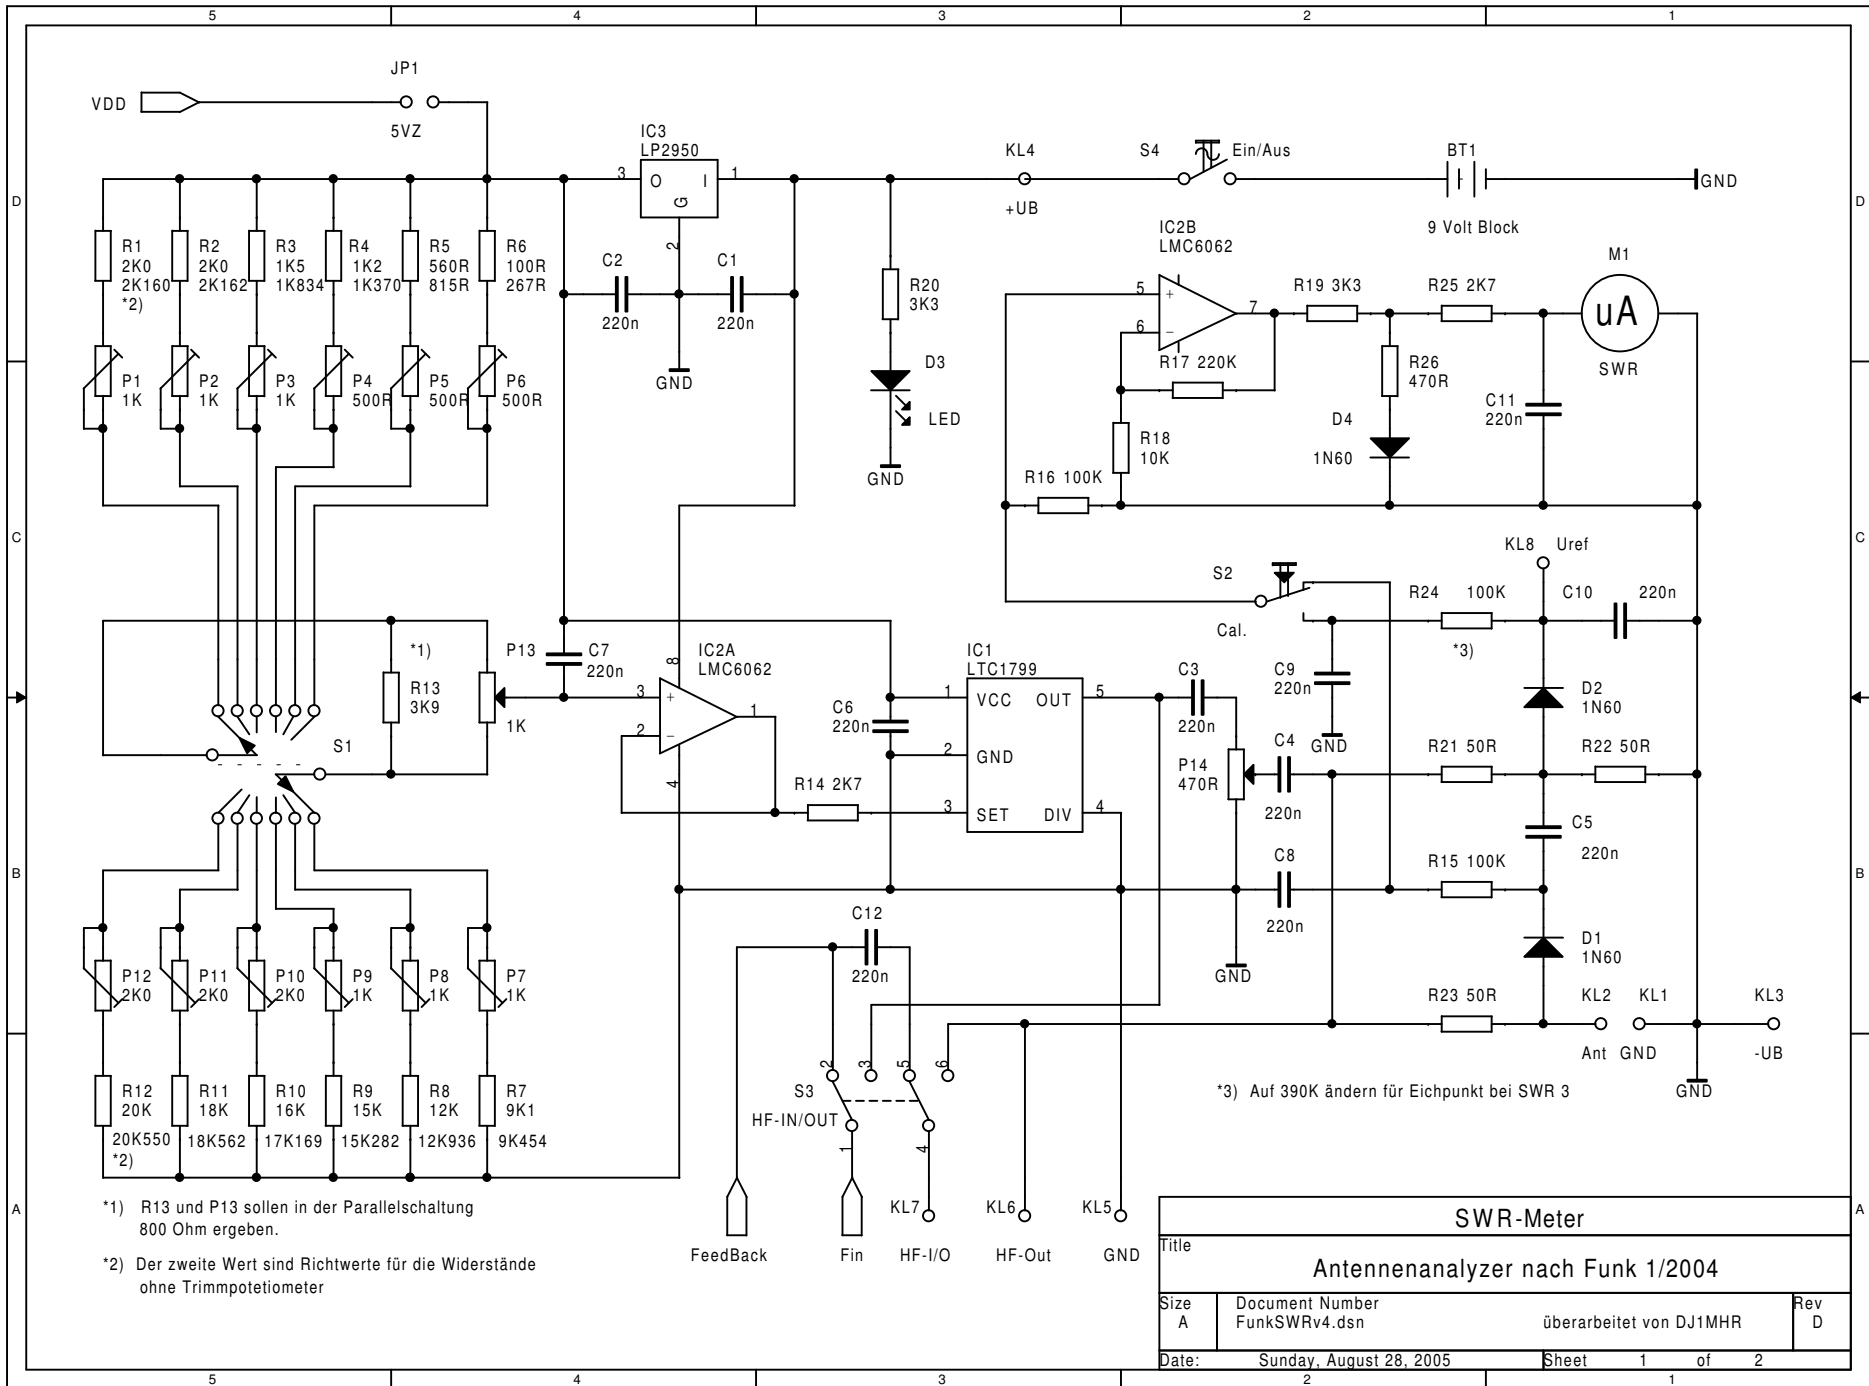 5 4 3 2 1
JP1
VDD
5VZ
IC3
LP2950
3 O I 1
G
2
KL4
+UB
S4 Ein/Aus
BT1
9 Volt Block
GND
D D
R1
2K0
2K160
*2)
R2
2K0
2K162
R3
1K5
1K834
R4
1K2
1K370
R5
560R
815R
R6
100R
267R
C2
220n
C1
220n
GND
R20
3K3
D3
LED
GND
IC2B
LMC6062
5 +
6 −
7
R19 3K3
R25 2K7
M1
uA
SWR
R17 220K
R26
470R
R18
10K
D4
1N60
C11
220n
R16 100K
P1
1K
P2
1K
P3
1K
P4
500R
P5
500R
P6
500R
C C
KL8 Uref
S2
Cal.
R24 100K
*3)
C10 220n
*1)
R13
3K9
P13
1K
C7
220n
IC2A
LMC6062
8
3 +
2 −
1
4
C6
220n
IC1
LTC1799
1 VCC OUT 5
2 GND
3 SET DIV 4
R14 2K7
C3
220n
P14
470R
C4
220n
C9
220n
GND
D2
1N60
R21 50R
R22 50R
C5
220n
S1
C8
220n
R15 100K
GND
D1
1N60
B B
P12
2K0
P11
2K0
P10
2K0
P9
1K
P8
1K
P7
1K
C12
220n
R23 50R
KL2 KL1 KL3
Ant GND -UB
GND
R12
20K
20K550
*2)
R11
18K
18K562
R10
16K
17K169
R9
15K
15K282
R8
12K
12K936
R7
9K1
9K454
2 3 5 6
S3
HF-IN/OUT
1 4
*3) Auf 390K ändern für Eichpunkt bei SWR 3
A A
*1) R13 und P13 sollen in der Parallelschaltung
800 Ohm ergeben.
*2) Der zweite Wert sind Richtwerte für die Widerstände
ohne Trimmpotetiometer
KL7 KL6 KL5
FeedBack Fin HF-I/O HF-Out GND
SWR-Meter
Title
Antennenanalyzer nach Funk 1/2004
Size
A
Document Number
FunkSWRv4.dsn
überarbeitet von DJ1MHR
Rev
D
Date: Sunday, August 28, 2005 Sheet 1 of 2
5 4 3 2 1